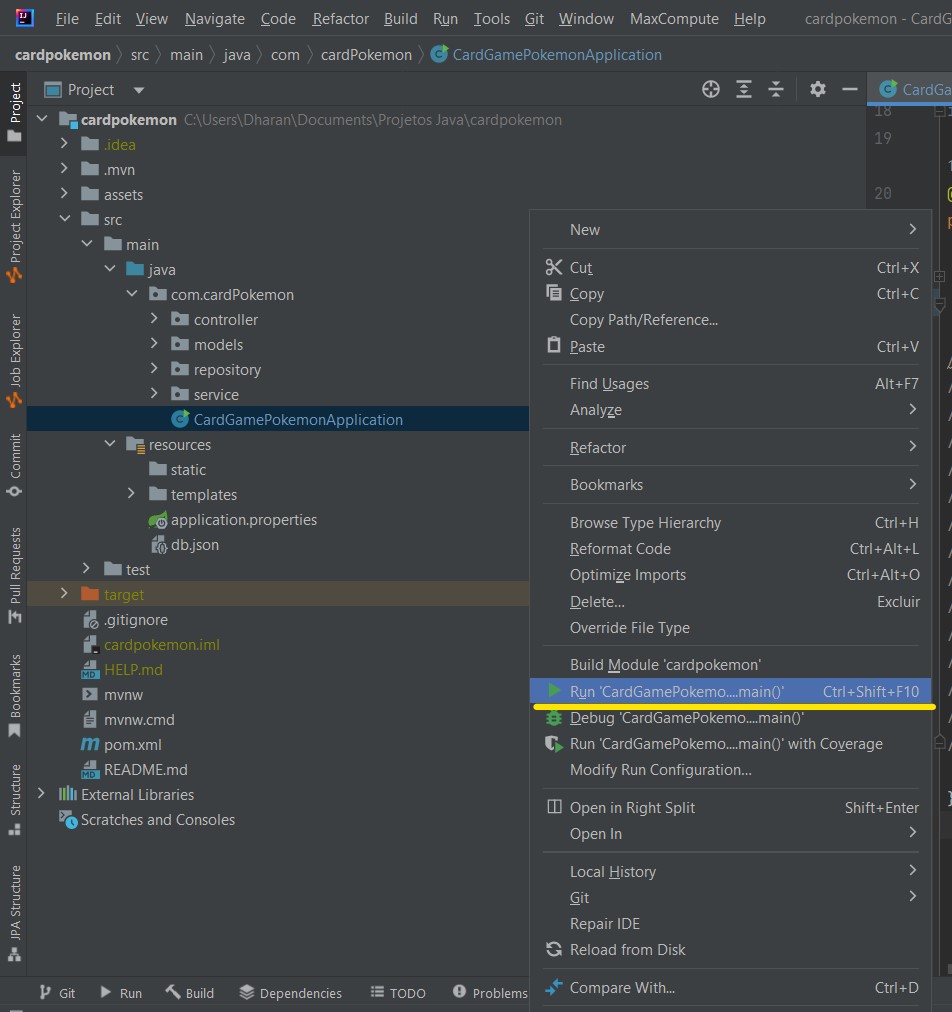 IJ File Edit View Navigate Code Refactor Build Run Tools Git Window MaxCompute Help cardpokemon - CardG
cardpokemon src main java com cardPokemon CardGamePokemonApplication
Project
Project Explorer
Job Explorer
Commit
Pull Requests
Bookmarks
Structure
JPA Structure
Project
cardpokemon C:\Users\Dharan\Documents\Projetos Java\cardpokemon
.idea
.mvn
assets
src
main
java
com.cardPokemon
controller
models
repository
service
CardGamePokemonApplication
resources
static
templates
application.properties
db.json
test
target
.gitignore
cardpokemon.iml
HELP.md
mvnw
mvnw.cmd
pom.xml
README.md
External Libraries
Scratches and Consoles
CardGa
18
19
20
New
Cut Ctrl+X
Copy Ctrl+C
Copy Path/Reference...
Paste Ctrl+V
Find Usages Alt+F7
Analyze
Refactor
Bookmarks
Browse Type Hierarchy Ctrl+H
Reformat Code Ctrl+Alt+L
Optimize Imports Ctrl+Alt+O
Delete... Excluir
Override File Type
Build Module 'cardpokemon'
Run 'CardGamePokemo....main()' Ctrl+Shift+F10
Debug 'CardGamePokemo....main()'
Run 'CardGamePokemo....main()' with Coverage
Modify Run Configuration...
Open in Right Split Shift+Enter
Open In
Local History
Git
Repair IDE
Reload from Disk
Compare With... Ctrl+D
Git Run Build Dependencies TODO Problems